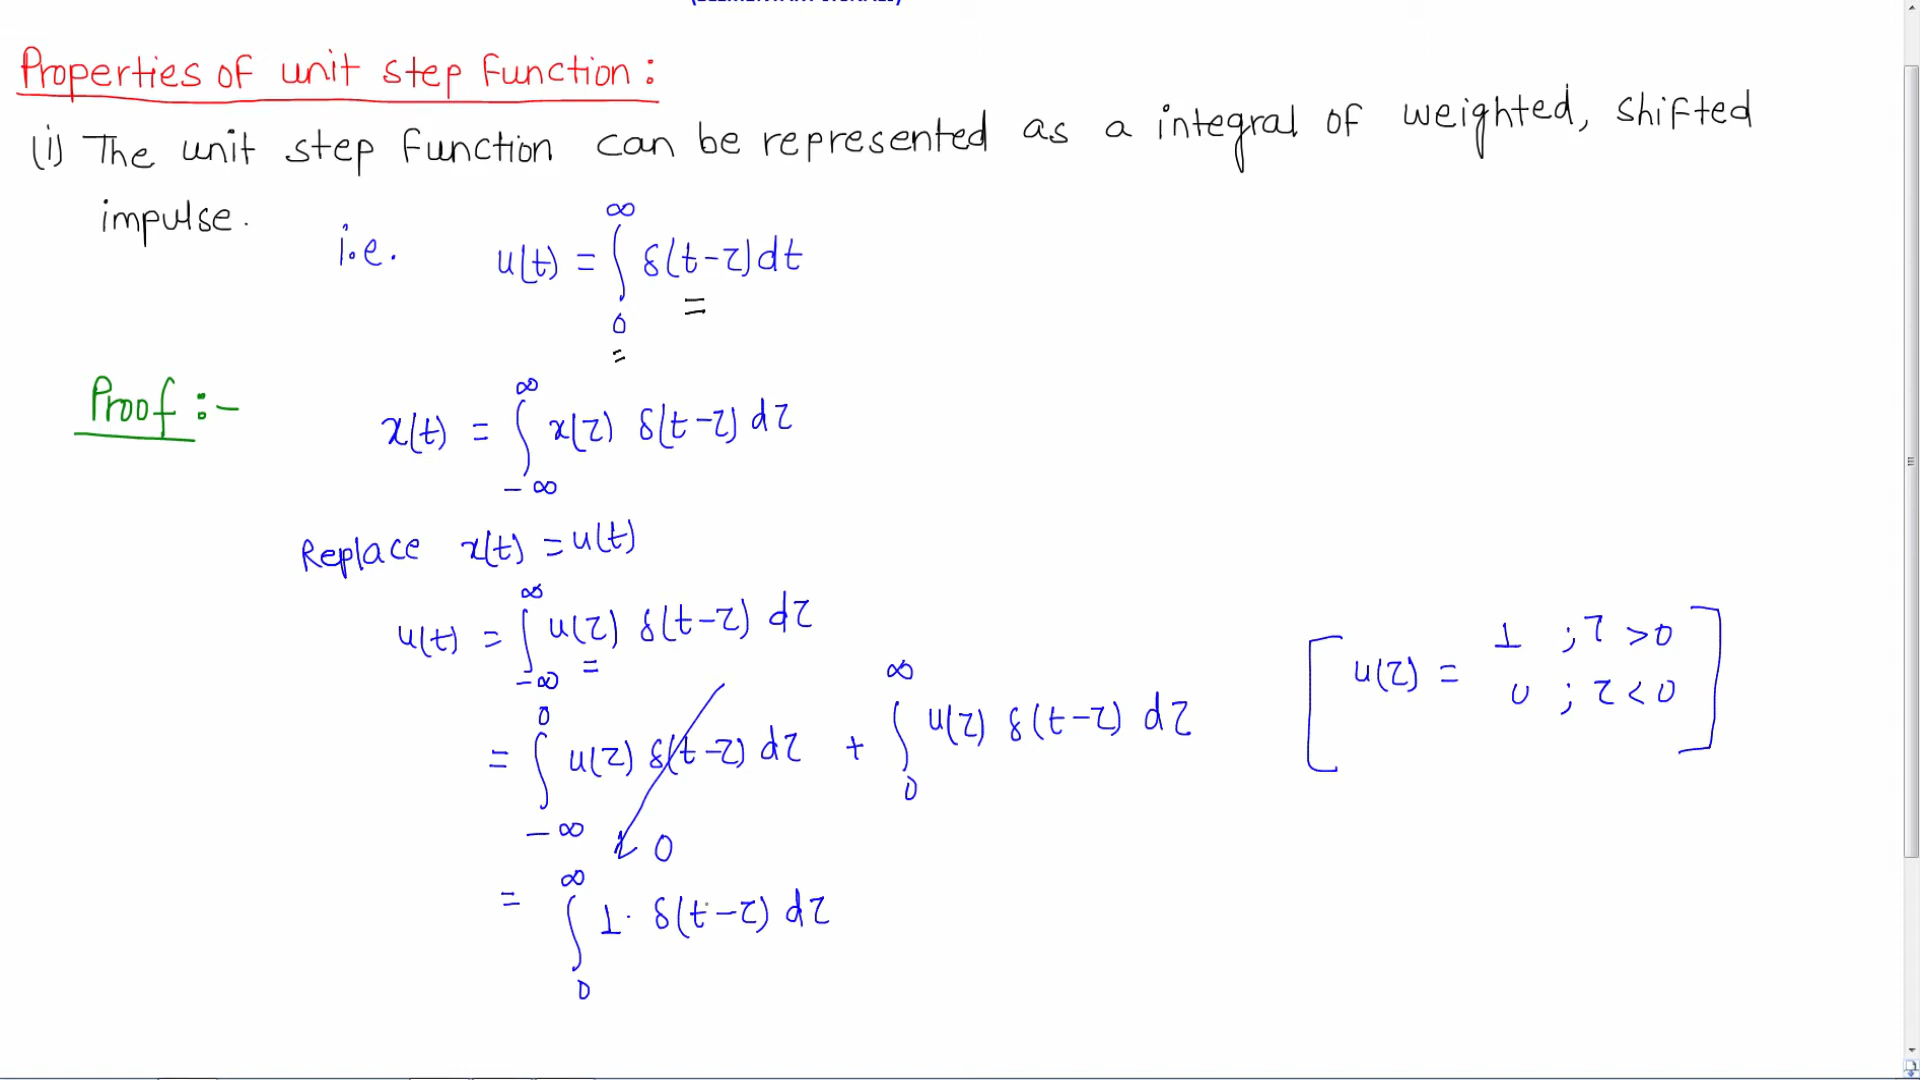 Properties of unit step function:
(i) The unit step function can be represented as a integral of weighted, shifted
impulse.
i.e. u(t) = ∫₀^∞ δ(t-τ)dt
Proof :-
x(t) = ∫_{-∞}^{∞} x(τ) δ(t-τ) dτ
Replace x(t) = u(t)
u(t) = ∫_{-∞}^{∞} u(τ) δ(t-τ) dτ
= ∫_{-∞}^{0} u(τ) δ(t-τ) dτ + ∫₀^∞ u(τ) δ(t-τ) dτ
0
[u(τ) = 1 ; τ > 0
0 ; τ < 0]
= ∫₀^∞ 1. δ(t-τ) dτ